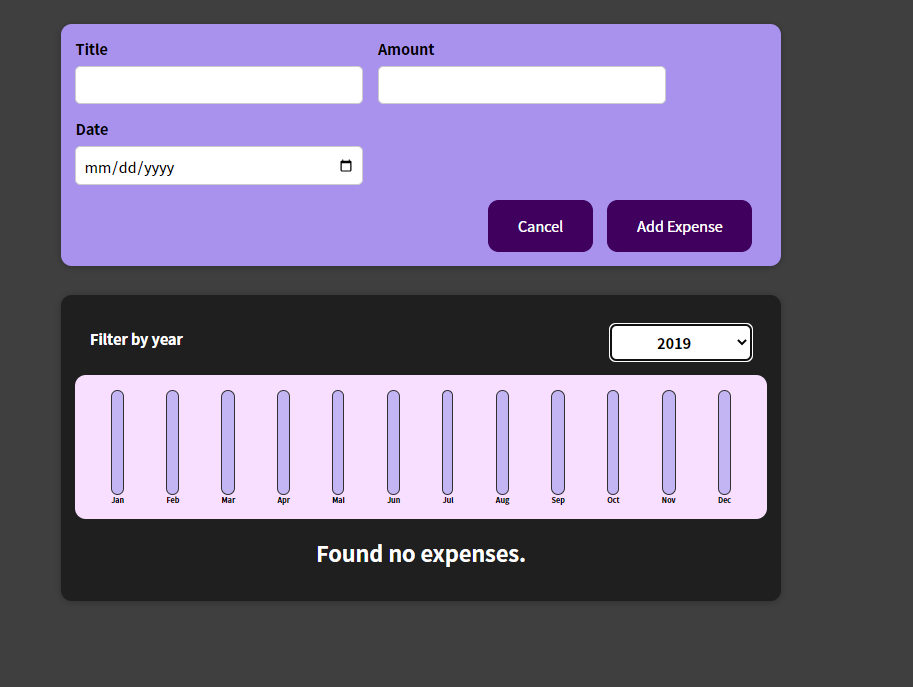 Title Amount
Date
mm/dd/yyyy
Cancel Add Expense
Filter by year 2019
Jan Feb Mar Apr Mai Jun Jul Aug Sep Oct Nov Dec
Found no expenses.